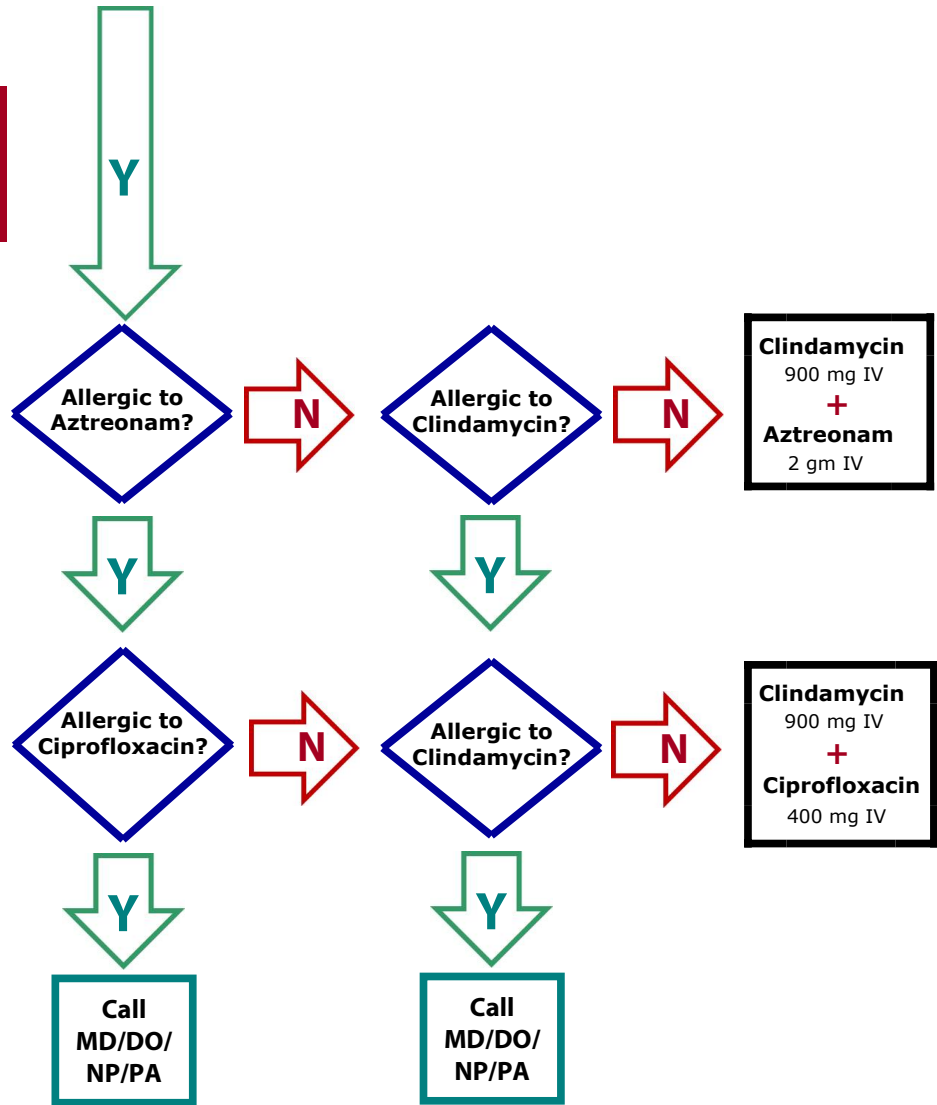 Y
Allergic to
Aztreonam?
N
Allergic to
Clindamycin?
N
Clindamycin
900 mg IV
+
Aztreonam
2 gm IV
Y
Y
Allergic to
Ciprofloxacin?
N
Allergic to
Clindamycin?
N
Clindamycin
900 mg IV
+
Ciprofloxacin
400 mg IV
Y
Y
Call
MD/DO/
NP/PA
Call
MD/DO/
NP/PA